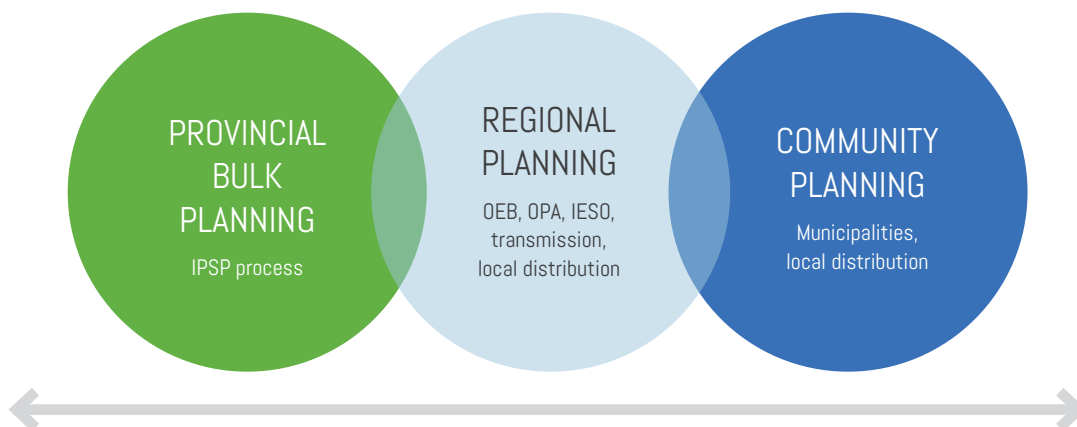 PROVINCIAL
BULK
PLANNING
IPSP process
REGIONAL
PLANNING
OEB, OPA, IESO,
transmission,
local distribution
COMMUNITY
PLANNING
Municipalities,
local distribution